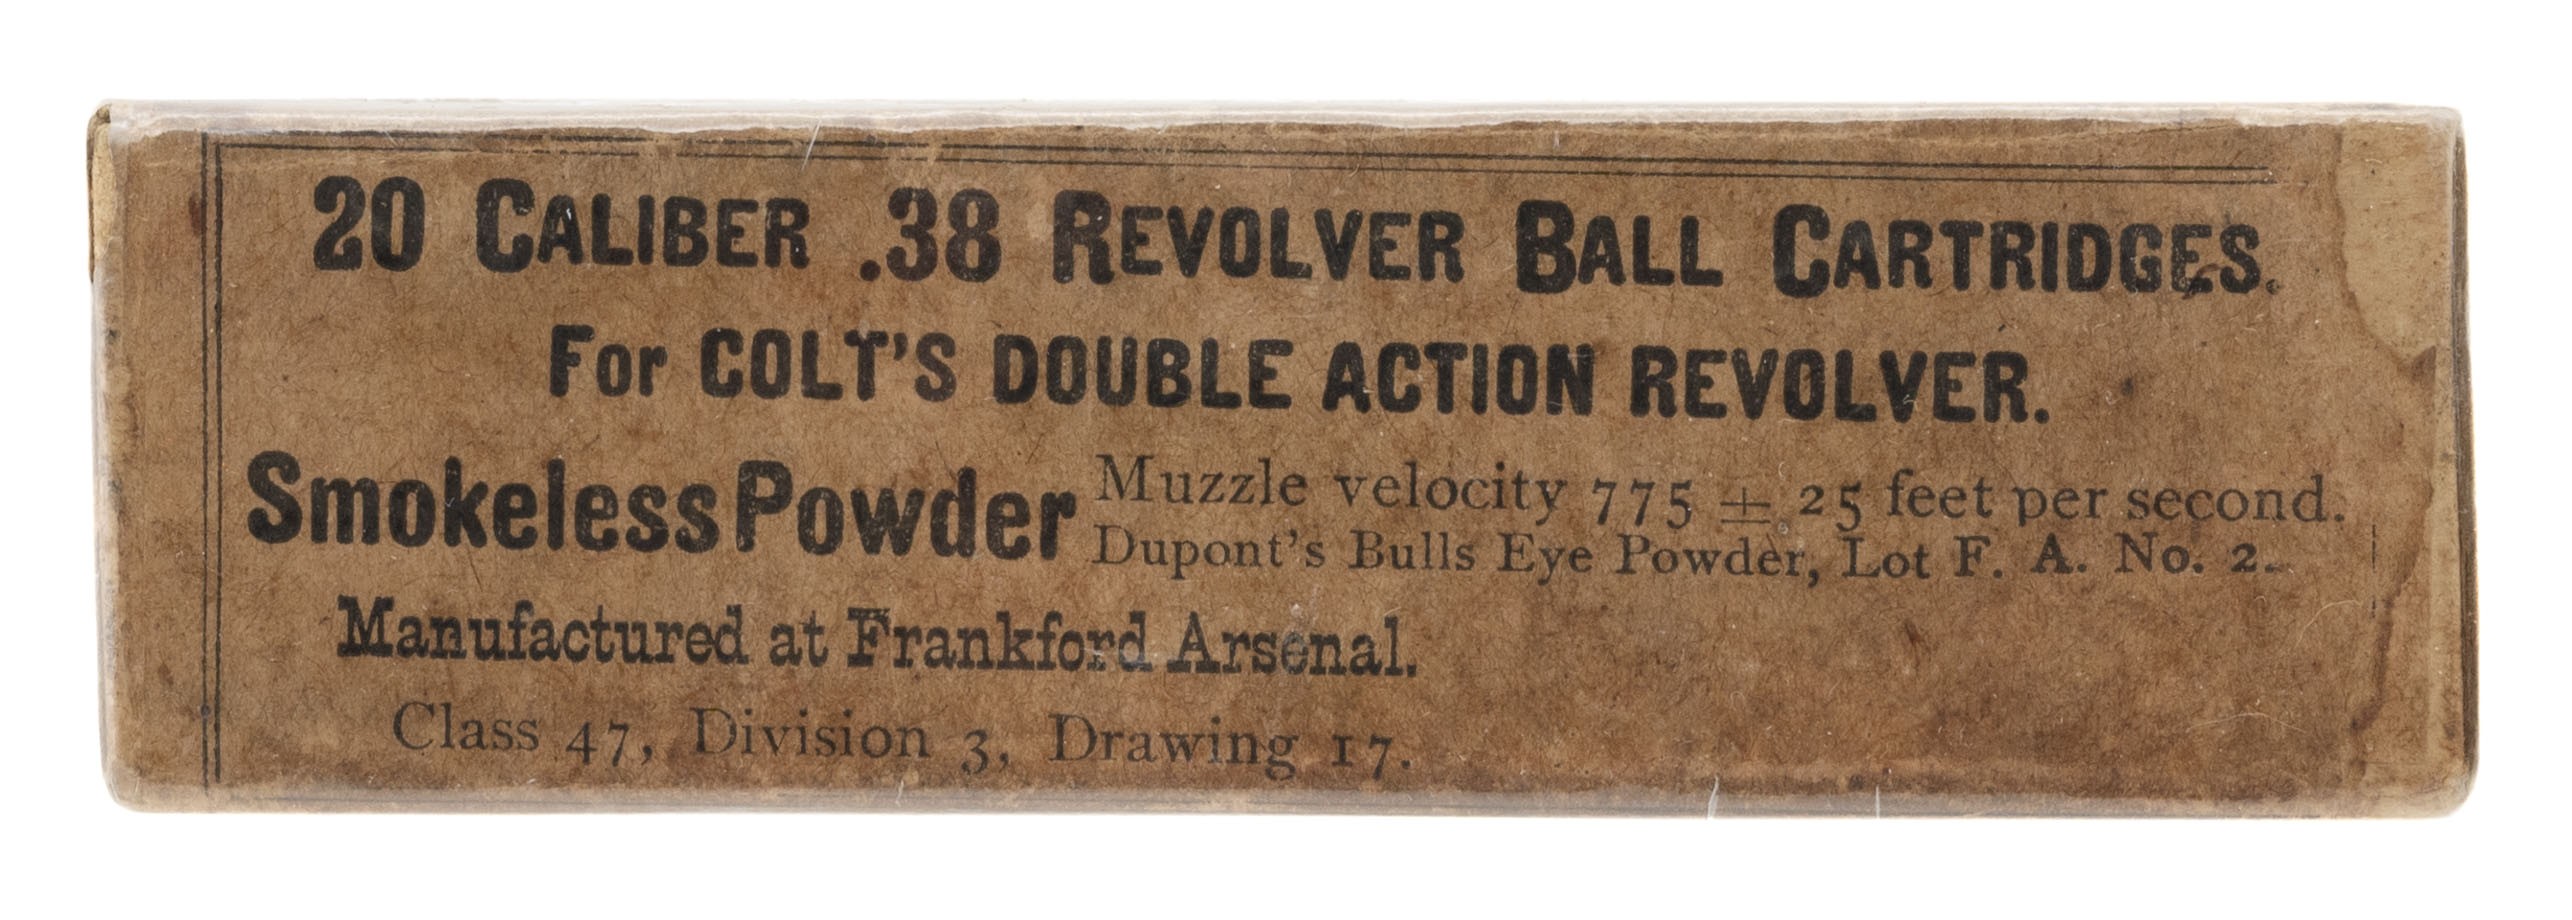 20 CALIBER .38 REVOLVER BALL CARTRIDGES.
For COLT'S DOUBLE ACTION REVOLVER.
Smokeless Powder
Muzzle velocity 775 ± 25 feet per second.
Dupont's Bulls Eye Powder, Lot F. A. No. 2.
Manufactured at Frankford Arsenal.
Class 47, Division 3, Drawing 17.